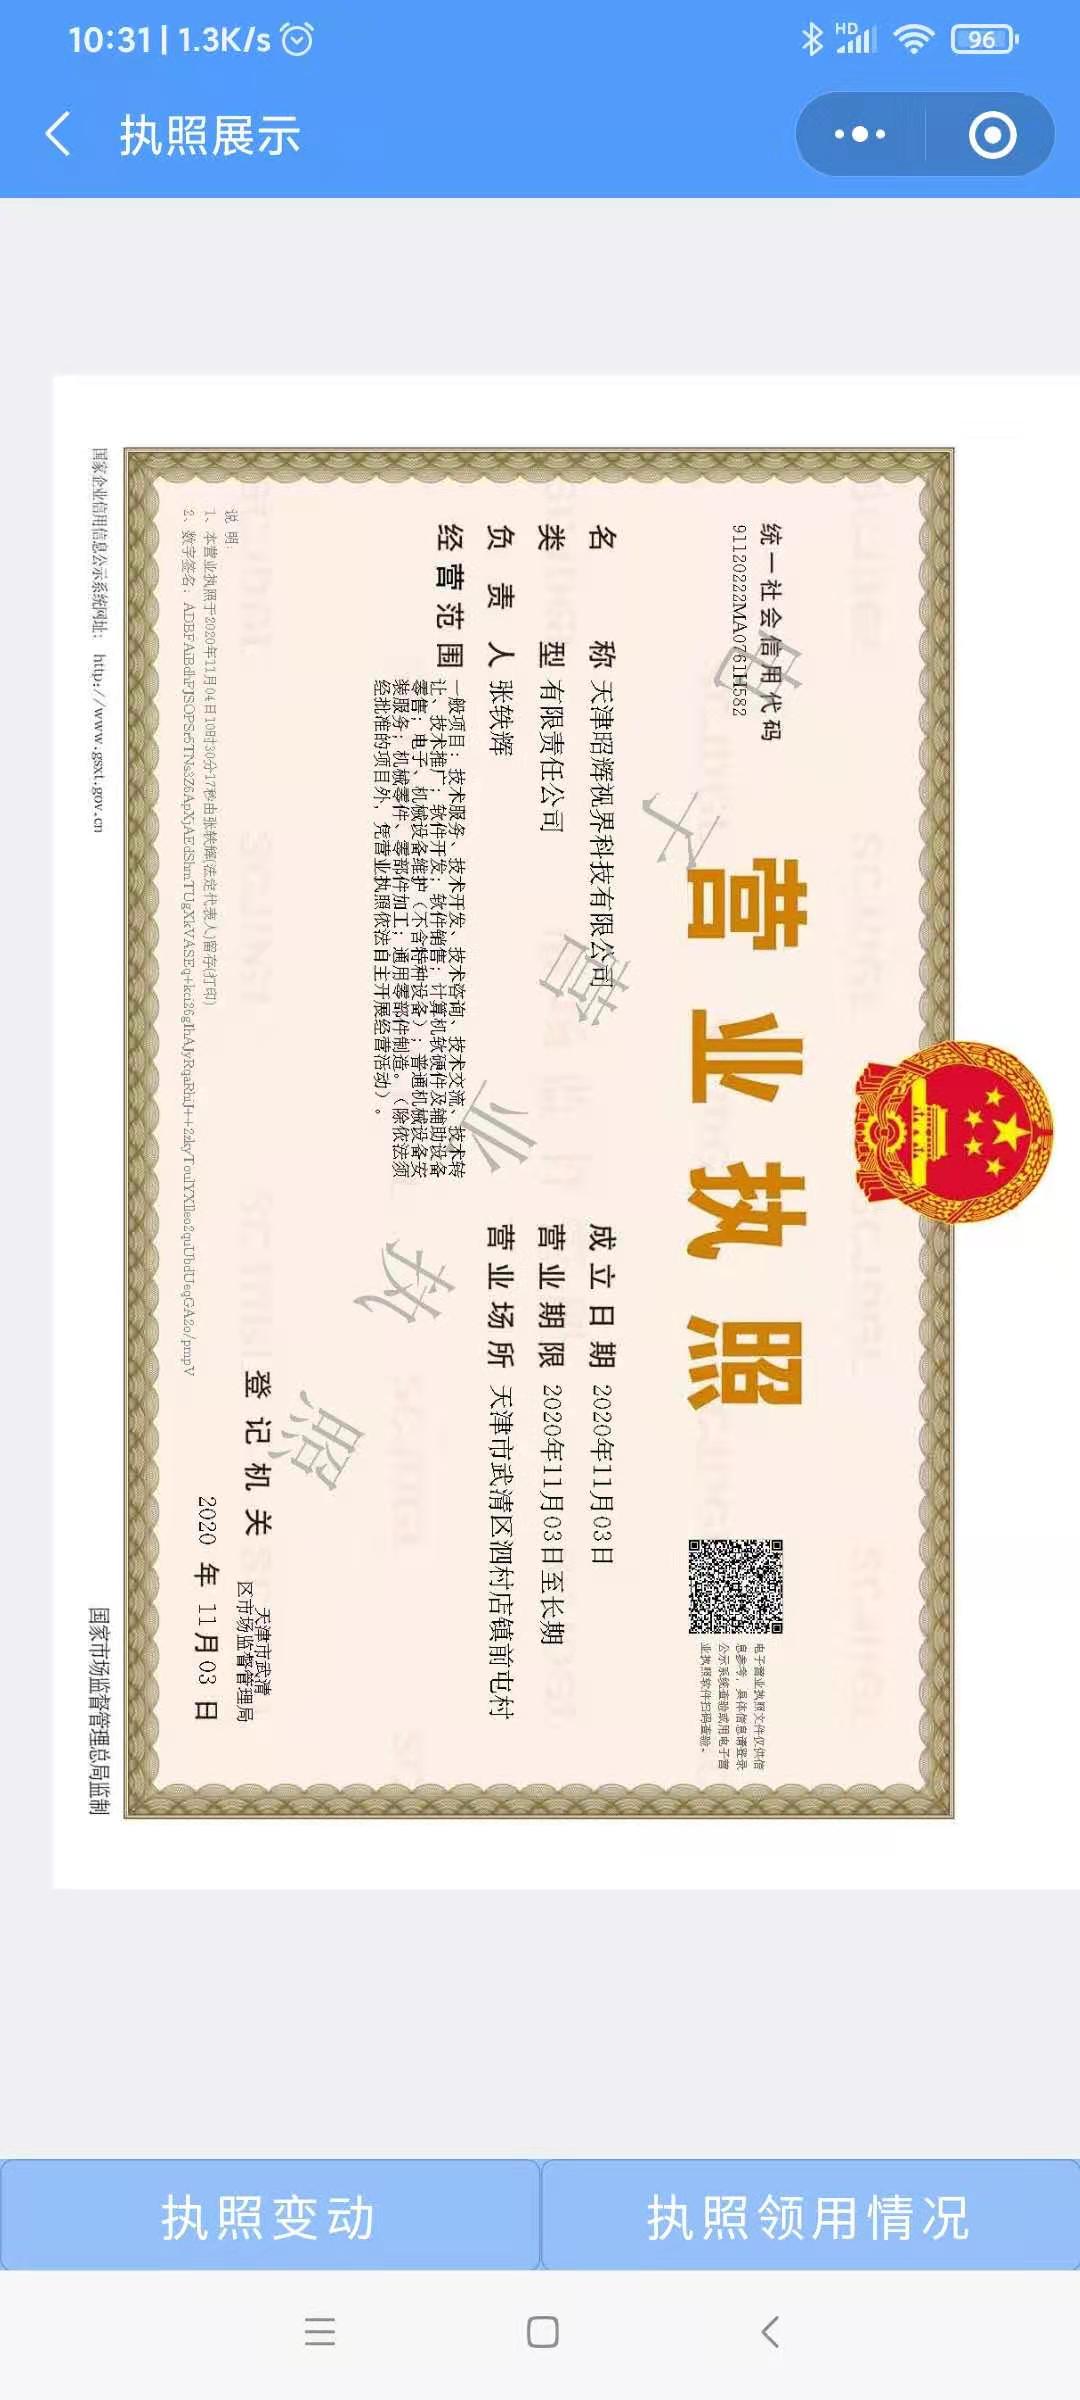 10:31 | 1.3K/s
HD
96
执照展示
营业执照
统一社会信用代码
91120222MA0761H582
电子营业执照文件仅供信
息参考，具体信息请登录
公示系统查验或用电子营
业执照软件扫码查验。
电子营业执照
名称 天津昭辉视界科技有限公司
类型 有限责任公司
负责人 张轶辉
经营范围 一般项目：技术服务、技术开发、技术咨询、技术交流、技术转
让、技术推广；软件开发；软件销售；计算机软硬件及辅助设备
零售；电子、机械设备维护（不含特种设备）；普通机械设备安
装服务；机械零件、零部件加工；通用零部件制造。（除依法须
经批准的项目外，凭营业执照依法自主开展经营活动）。
成立日期 2020年11月03日
营业期限 2020年11月03日至长期
营业场所 天津市武清区泗村店镇前屯村
登记机关 天津市武清
区市场监督管理局
2020 年 11月03 日
说 明:
1、本营业执照于2020年11月04日10时30分17秒由张轶辉(法定代表人)留存(打印)
2、数字签名：
国家企业信用信息公示系统网址： http://www.gsxt.gov.cn
国家市场监督管理总局监制
执照领用情况
执照变动